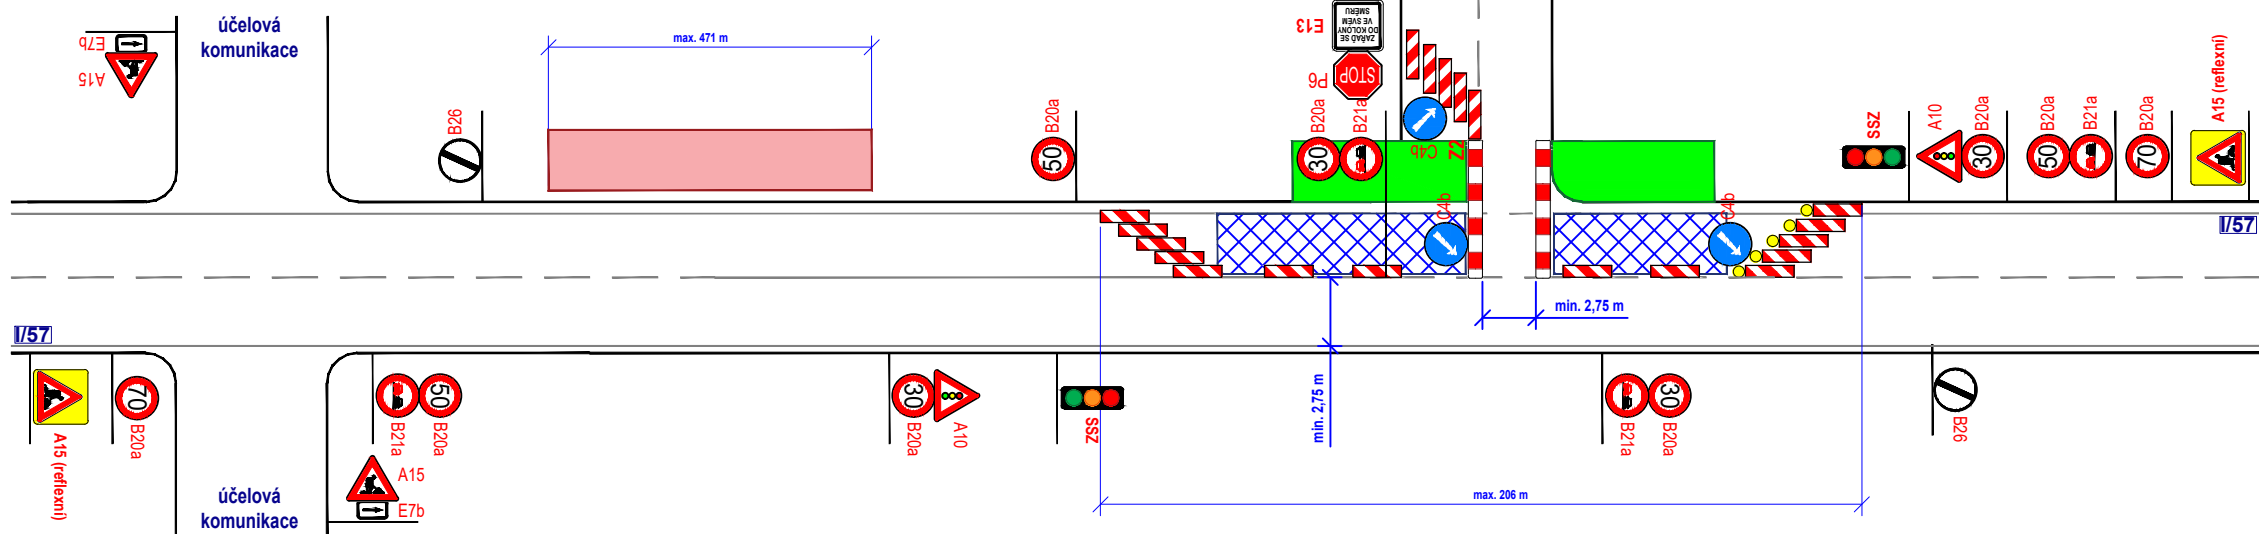 účelová
komunikace
E7b
A15
max. 471 m
B26
B20a
50
E13
ZAŘAĎ SE
DO KOLONY
VE SVÉM
SMĚRU
P6
STOP
B20a
B21a
30
C4b
Z2
C4b
C4b
SSZ
A10
B20a
30
B20a
B21a
50
B20a
70
A15 (reflexní)
I/57
I/57
min. 2,75 m
min. 2,75 m
max. 206 m
A15 (reflexní)
70
B20a
50
B21a
B20a
A15
E7b
účelová
komunikace
30
B20a
A10
SSZ
30
B21a
B20a
B26